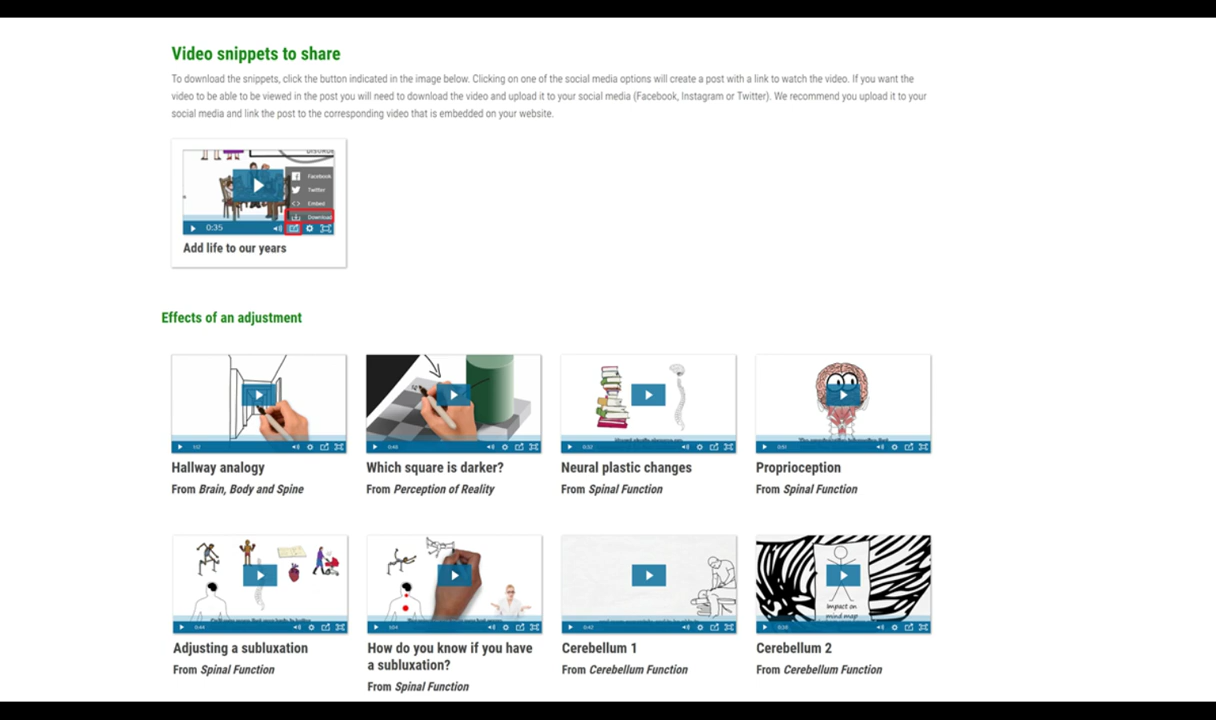 Video snippets to share
To download the snippets, click the button indicated in the image below. Clicking on one of the social media options will create a post with a link to watch the video. If you want the
video to be able to be viewed in the post you will need to download the video and upload it to your social media (Facebook, Instagram or Twitter). We recommend you upload it to your
social media and link the post to the corresponding video that is embedded on your website.
Facebook
Twitter
Embed
Download
0:35
Add life to our years
Effects of an adjustment
Hallway analogy
From Brain, Body and Spine
Which square is darker?
From Perception of Reality
Neural plastic changes
From Spinal Function
Proprioception
From Spinal Function
Impact on
mind map
Adjusting a subluxation
From Spinal Function
How do you know if you have
a subluxation?
From Spinal Function
Cerebellum 1
From Cerebellum Function
Cerebellum 2
From Cerebellum Function